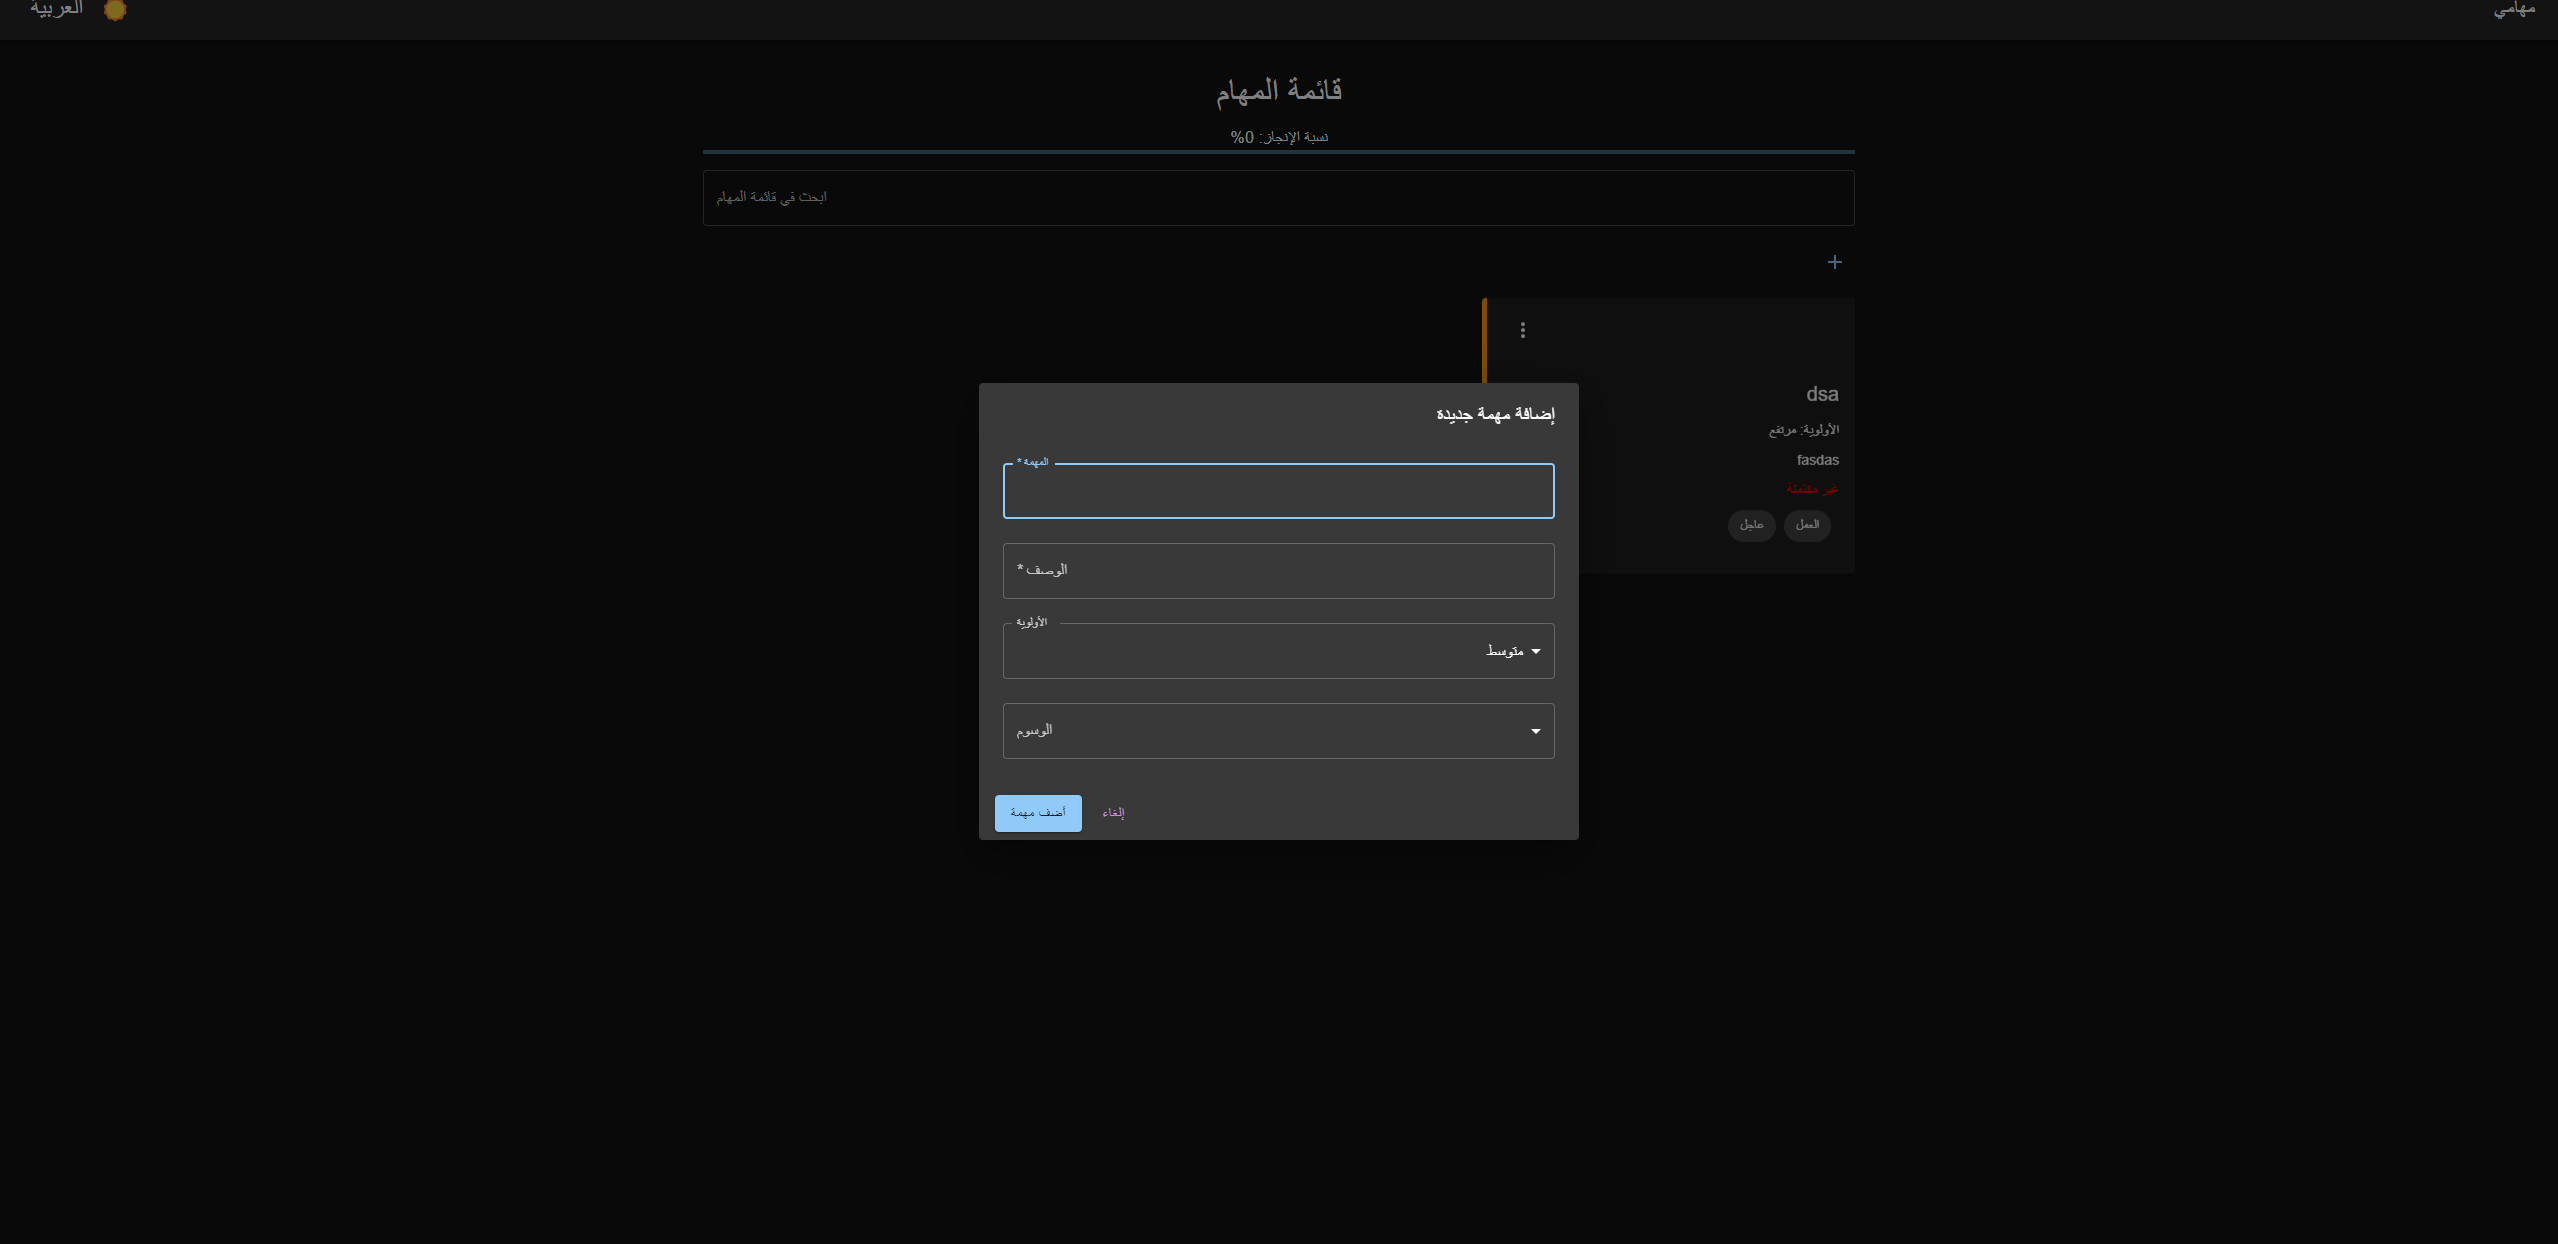 مهامي
العربية
قائمة المهام
نسبة الإنجاز: 0%
ابحث في قائمة المهام
dsa
الأولوية: مرتفع
fasdas
غير مكتملة
العمل
عاجل
إضافة مهمة جديدة
المهمة *
الوصف *
الأولوية
متوسط
الوسوم
إلغاء
أضف مهمة